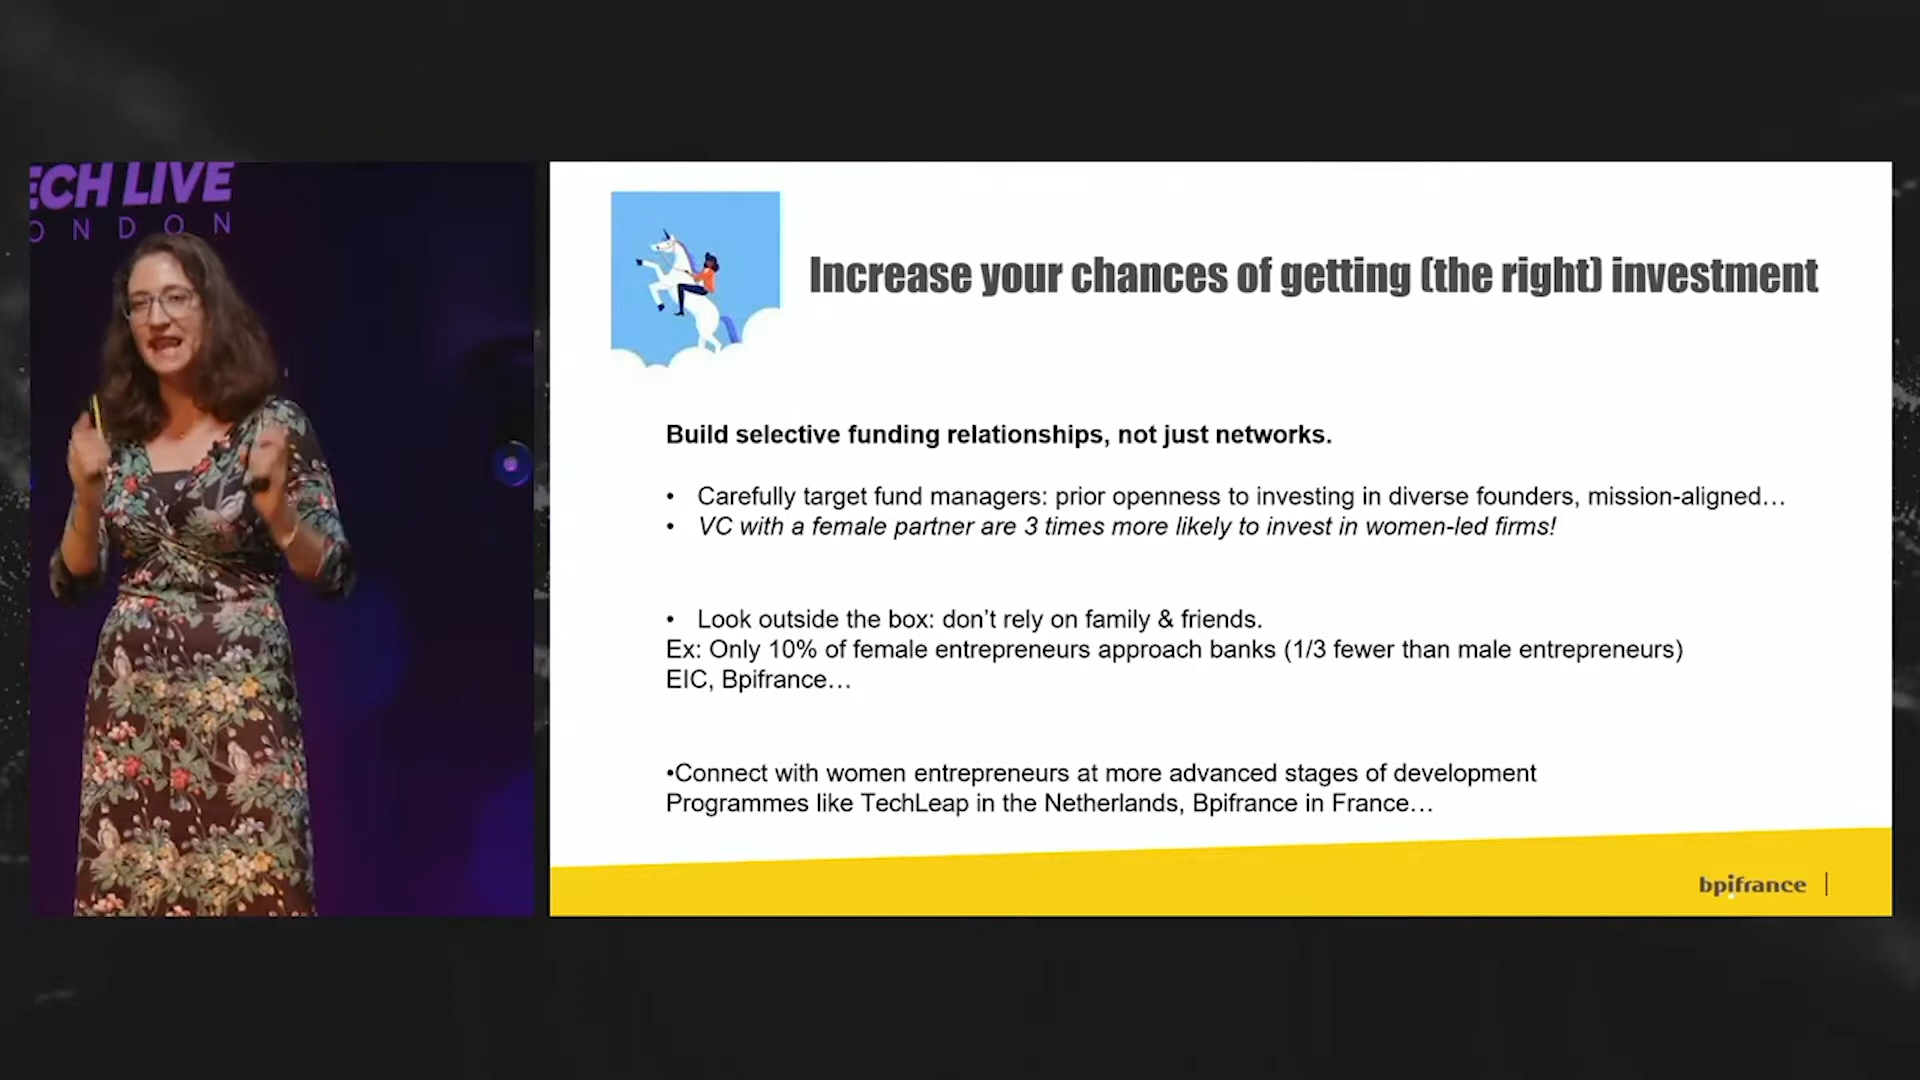 ECH LIVE
ONDON
Increase your chances of getting (the right) investment
Build selective funding relationships, not just networks.
• Carefully target fund managers: prior openness to investing in diverse founders, mission-aligned…
• VC with a female partner are 3 times more likely to invest in women-led firms!
• Look outside the box: don’t rely on family & friends.
Ex: Only 10% of female entrepreneurs approach banks (1/3 fewer than male entrepreneurs)
EIC, Bpifrance…
•Connect with women entrepreneurs at more advanced stages of development
Programmes like TechLeap in the Netherlands, Bpifrance in France…
bpifrance